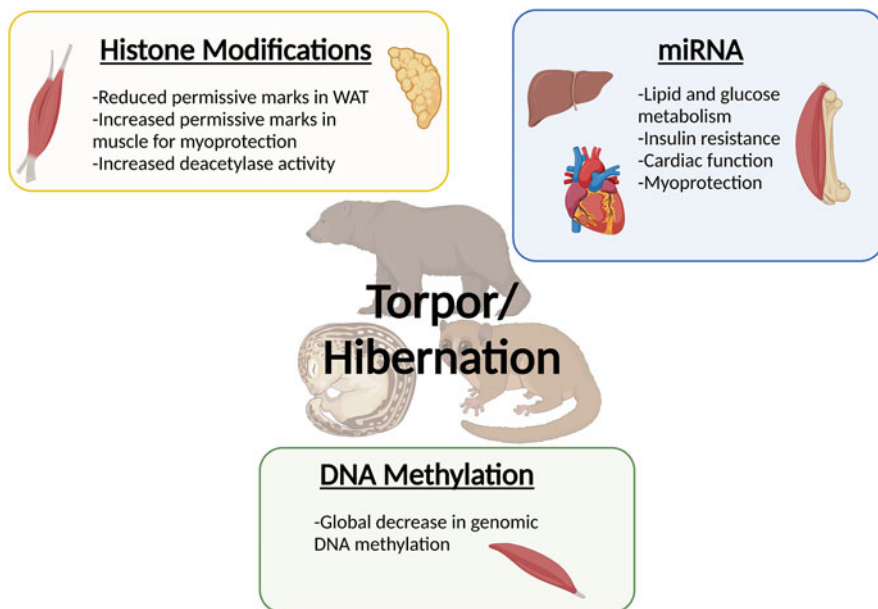 Histone Modifications
-Reduced permissive marks in WAT
-Increased permissive marks in
muscle for myoprotection
-Increased deacetylase activity
miRNA
-Lipid and glucose
metabolism
-Insulin resistance
-Cardiac function
-Myoprotection
Torpor/
Hibernation
DNA Methylation
-Global decrease in genomic
DNA methylation